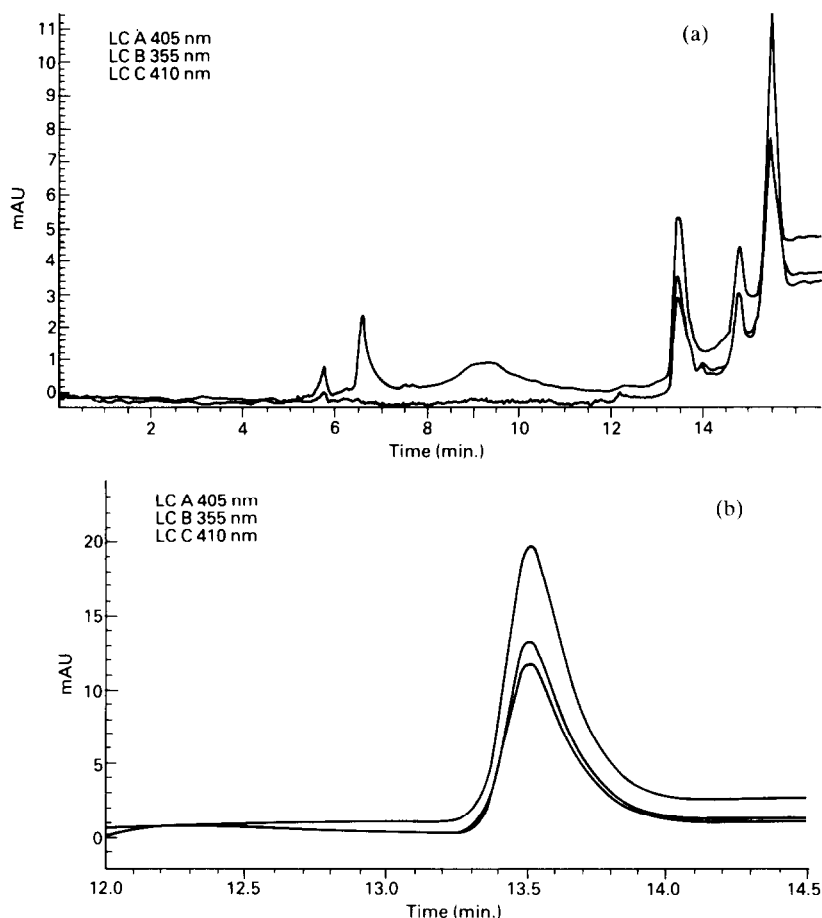 (a)
LC A 405 nm
LC B 355 nm
LC C 410 nm
11
10
9
8
7
6
5
4
3
2
1
0
mAU
2 4 6 8 10 12 14
Time (min.)
(b)
LC A 405 nm
LC B 355 nm
LC C 410 nm
20
15
10
5
0
mAU
12.0 12.5 13.0 13.5 14.0 14.5
Time (min.)